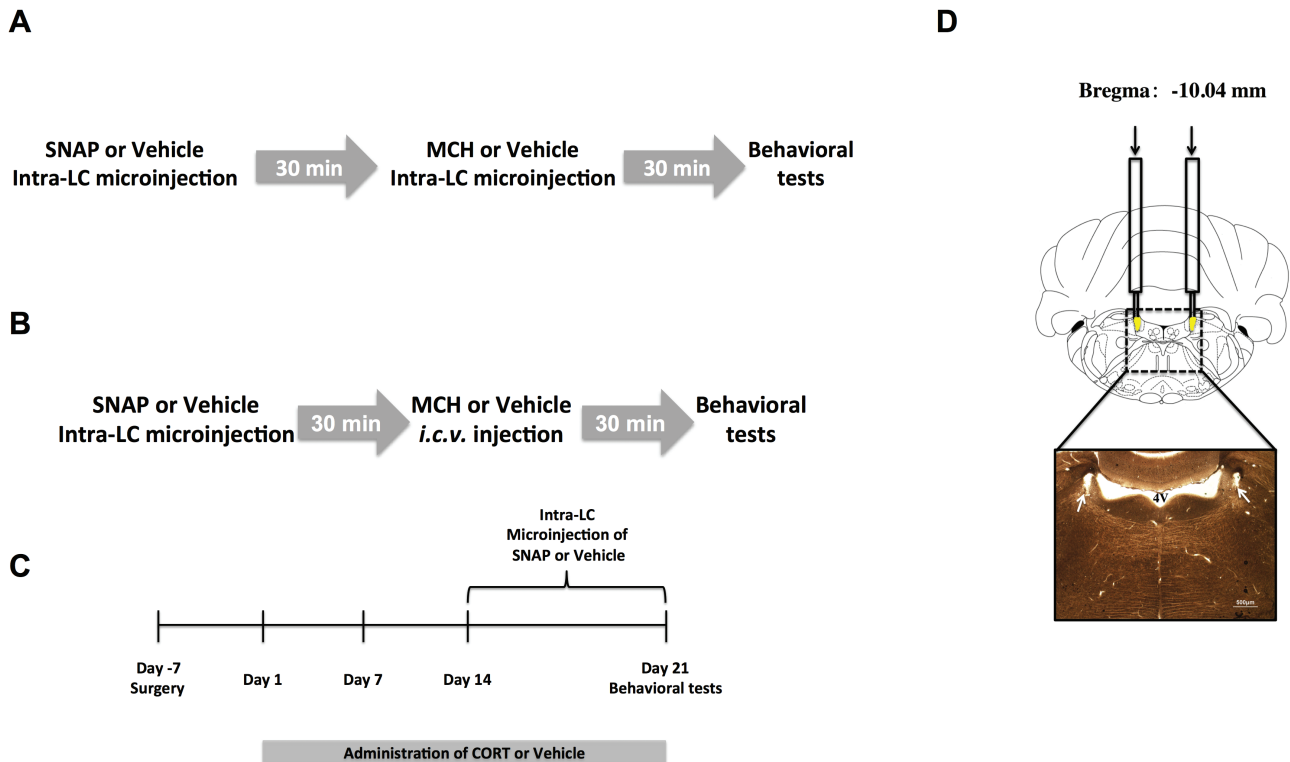 A
SNAP or Vehicle
Intra-LC microinjection
30 min
MCH or Vehicle
Intra-LC microinjection
30 min
Behavioral
tests
B
SNAP or Vehicle
Intra-LC microinjection
30 min
MCH or Vehicle
i.c.v. injection
30 min
Behavioral
tests
C
Intra-LC
Microinjection of
SNAP or Vehicle
Day -7
Surgery
Day 1
Day 7
Day 14
Day 21
Behavioral tests
Administration of CORT or Vehicle
D
Bregma: -10.04 mm
4V
500μm